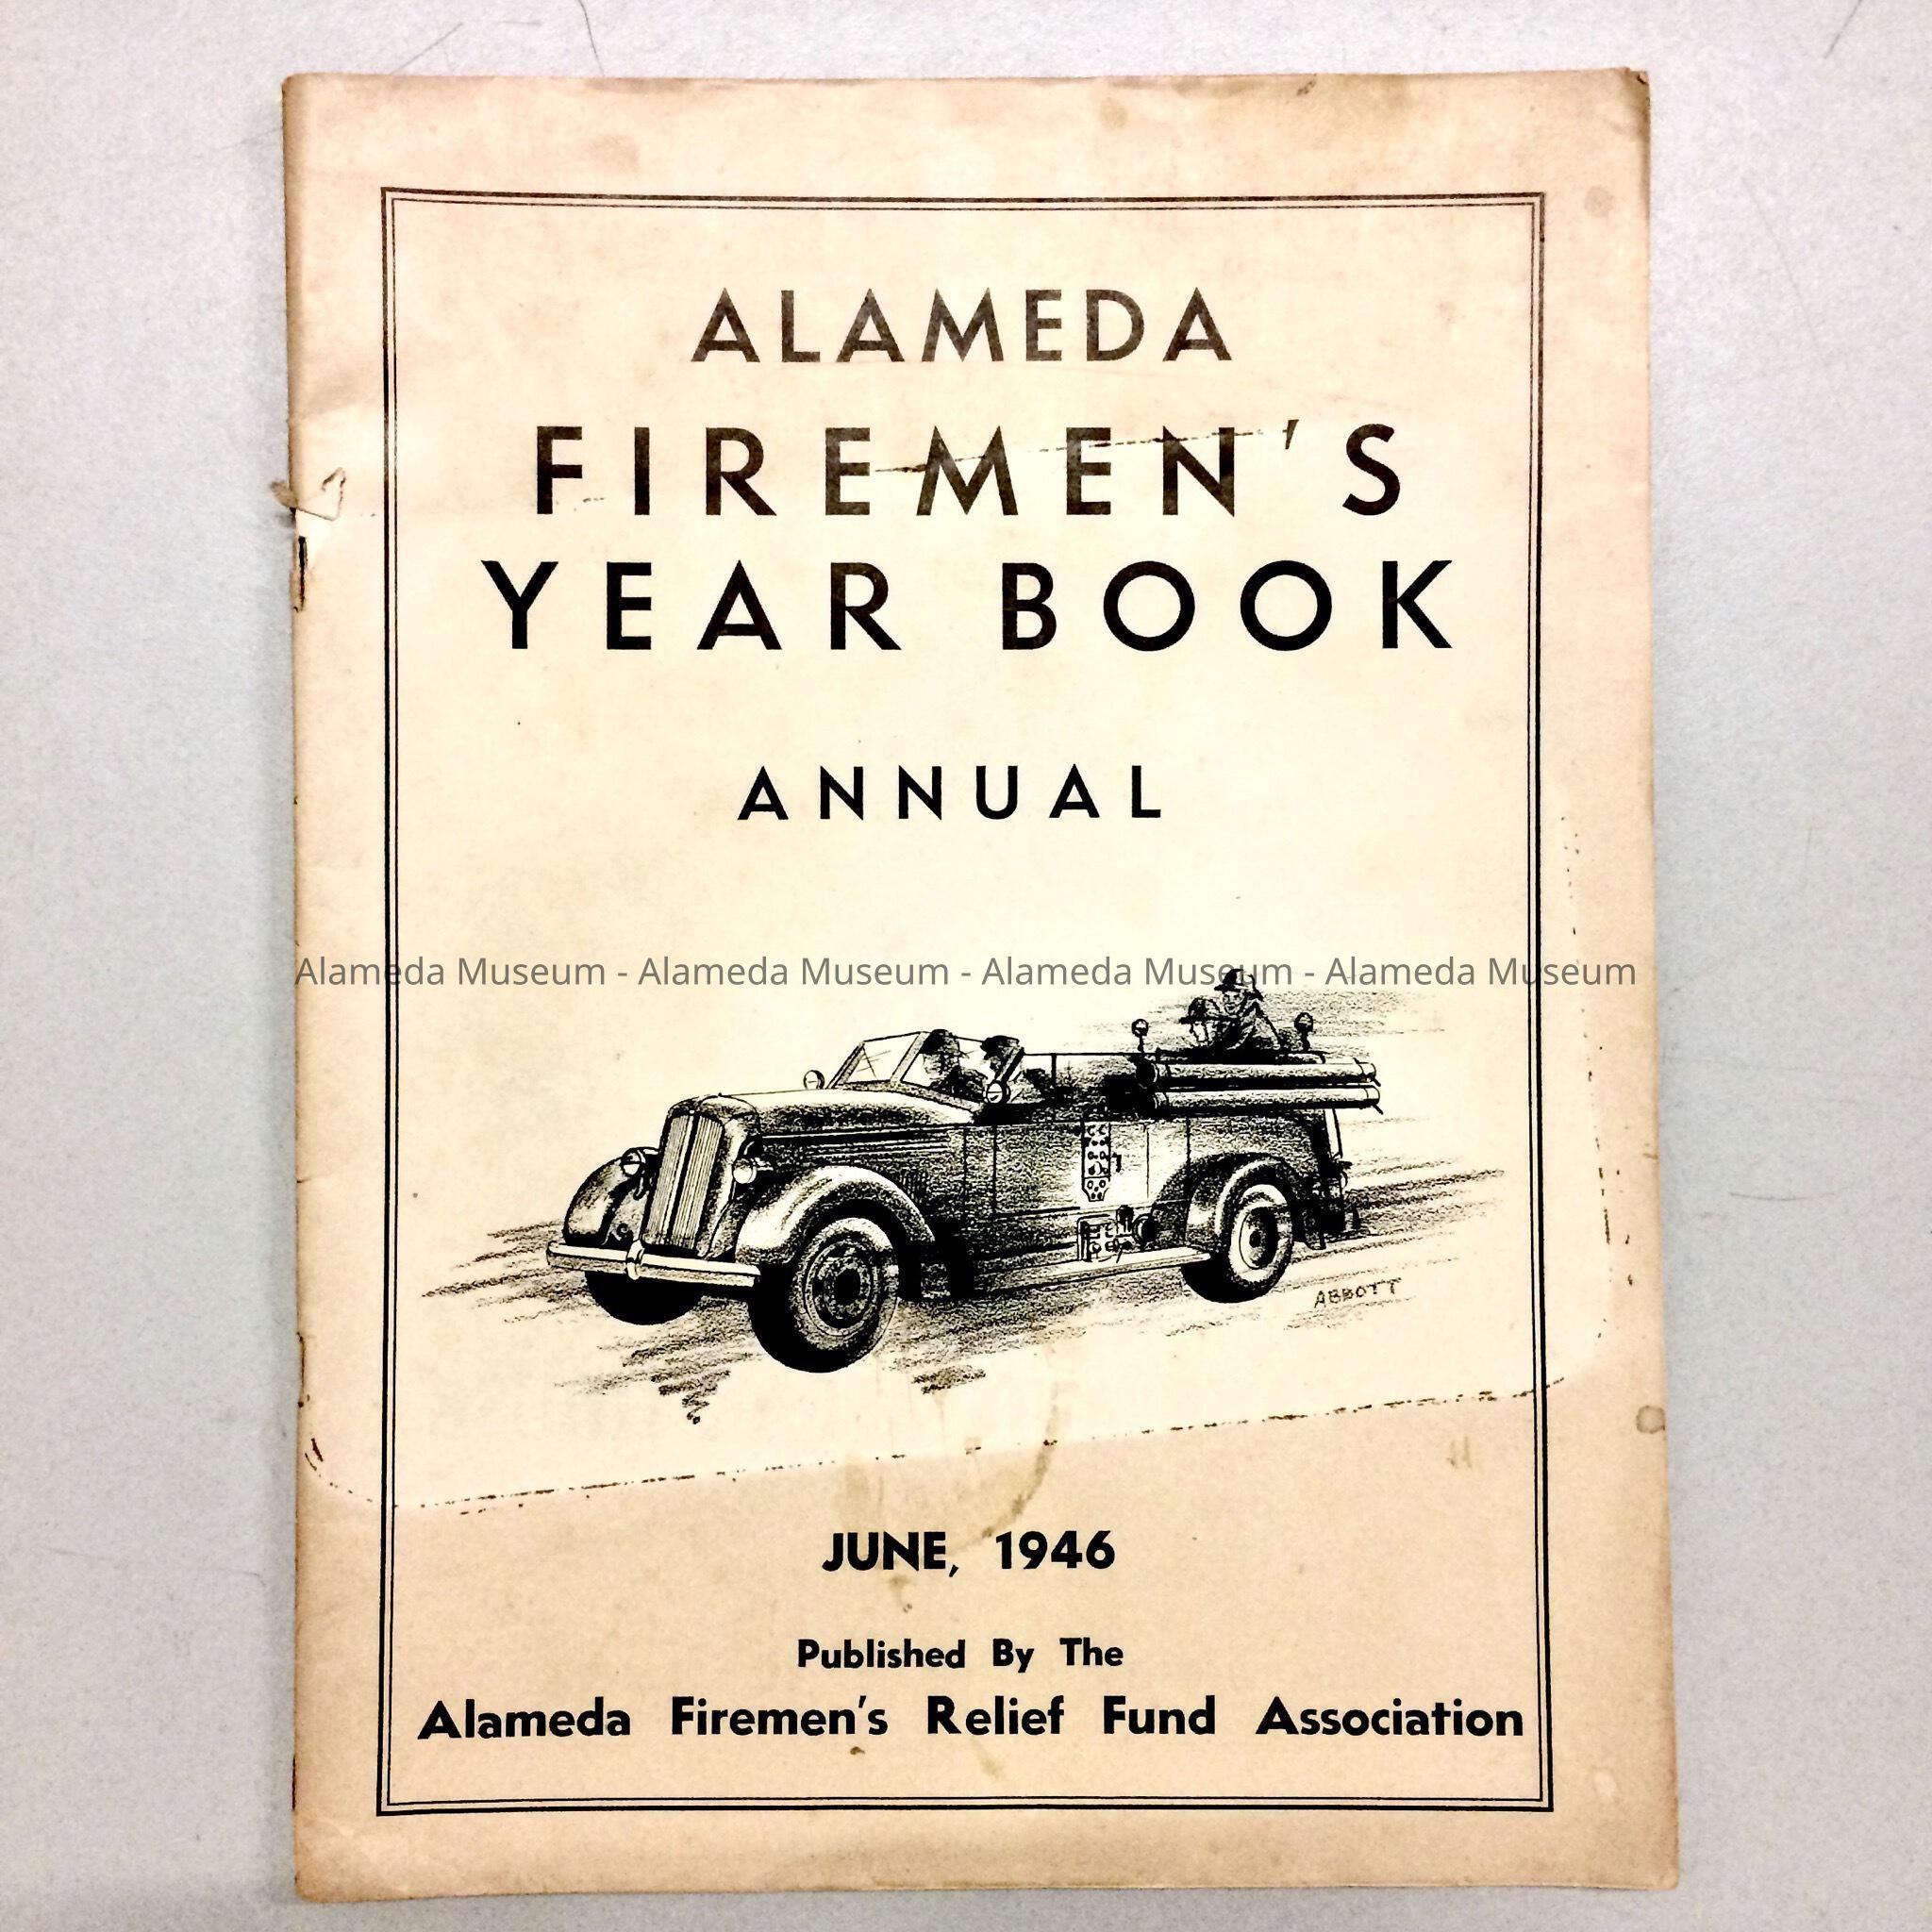 ALAMEDA
FIREMEN'S
YEAR BOOK
ANNUAL
Alameda Museum - Alameda Museum - Alameda Museum - Alameda Museum
ABBOTT
JUNE, 1946
Published By The
Alameda Firemen's Relief Fund Association